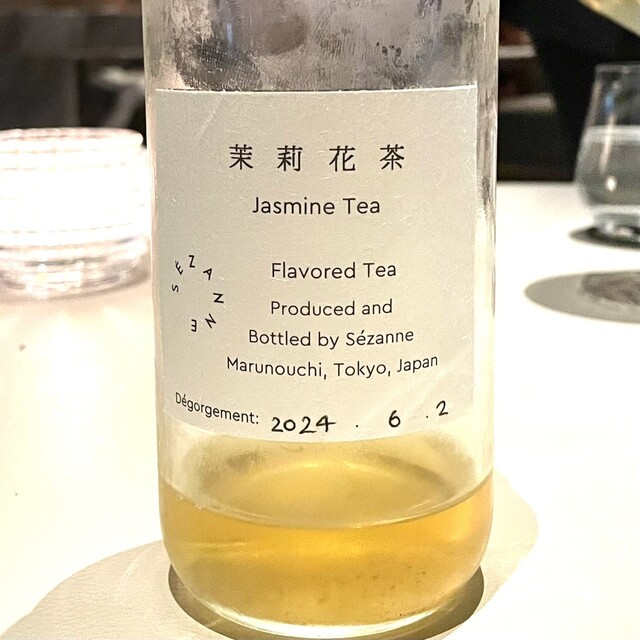 茉莉花茶
Jasmine Tea
Flavored Tea
SÉZANNE
Produced and
Bottled by Sézanne
Marunouchi, Tokyo, Japan
Dégorgement: 2024 . 6 . 2